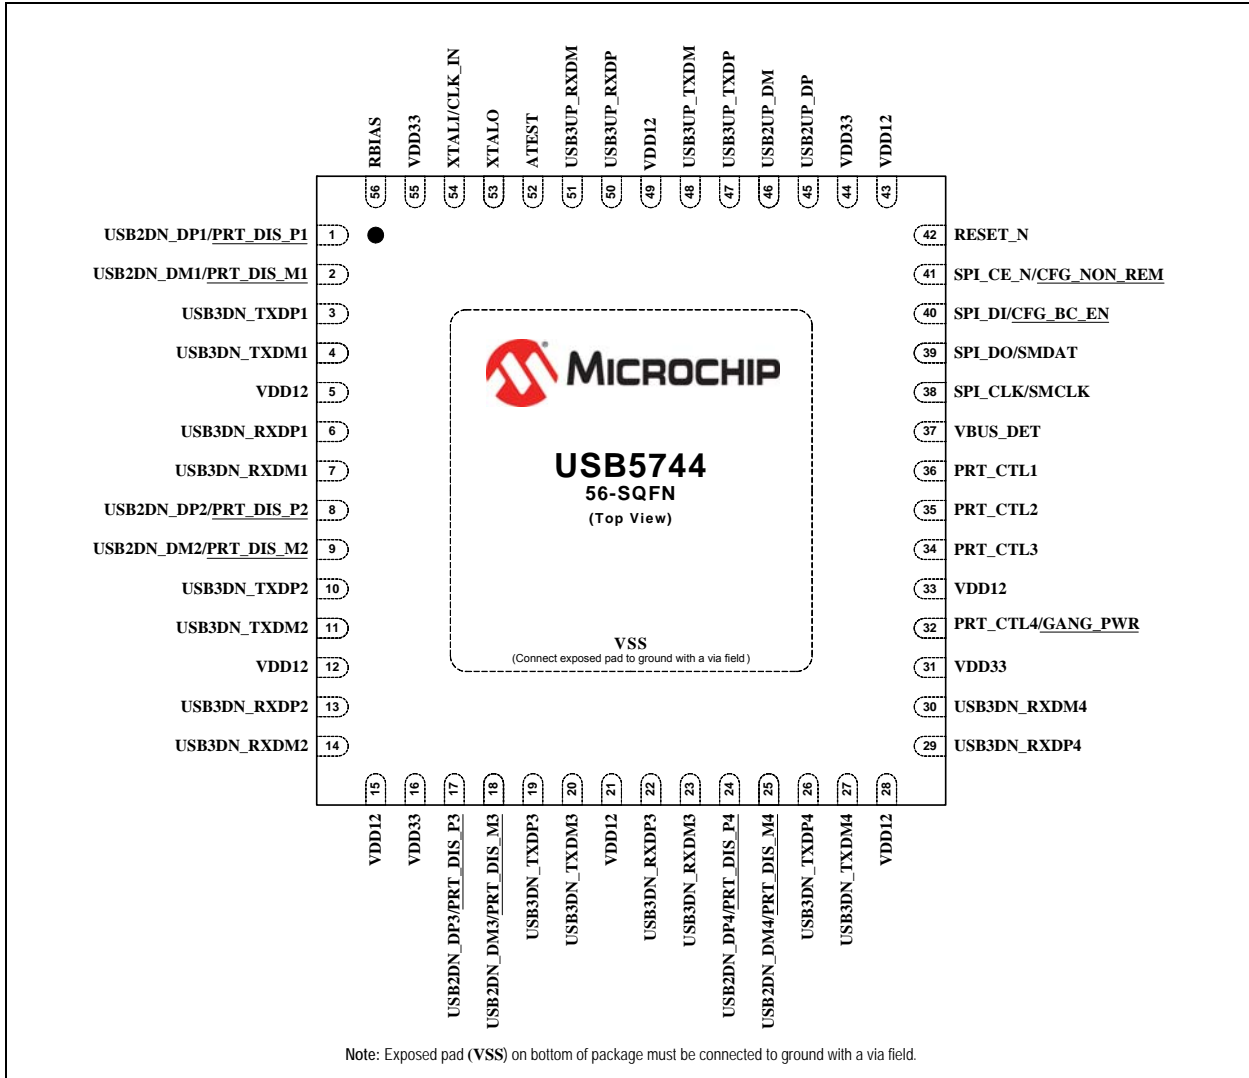 RBIAS
VDD33
XTALI/CLK_IN
XTALO
ATEST
USB3UP_RXDM
USB3UP_RXDP
VDD12
USB3UP_TXDM
USB3UP_TXDP
USB2UP_DM
USB2UP_DP
VDD33
VDD12
56
55
54
53
52
51
50
49
48
47
46
45
44
43
USB2DN_DP1/PRT_DIS_P1 1
USB2DN_DM1/PRT_DIS_M1 2
USB3DN_TXDP1 3
USB3DN_TXDM1 4
VDD12 5
USB3DN_RXDP1 6
USB3DN_RXDM1 7
USB2DN_DP2/PRT_DIS_P2 8
USB2DN_DM2/PRT_DIS_M2 9
USB3DN_TXDP2 10
USB3DN_TXDM2 11
VDD12 12
USB3DN_RXDP2 13
USB3DN_RXDM2 14
MICROCHIP
USB5744
56-SQFN
(Top View)
VSS
(Connect exposed pad to ground with a via field)
42 RESET_N
41 SPI_CE_N/CFG_NON_REM
40 SPI_DI/CFG_BC_EN
39 SPI_DO/SMDAT
38 SPI_CLK/SMCLK
37 VBUS_DET
36 PRT_CTL1
35 PRT_CTL2
34 PRT_CTL3
33 VDD12
32 PRT_CTL4/GANG_PWR
31 VDD33
30 USB3DN_RXDM4
29 USB3DN_RXDP4
15
16
17
18
19
20
21
22
23
24
25
26
27
28
VDD12
VDD33
USB2DN_DP3/PRT_DIS_P3
USB2DN_DM3/PRT_DIS_M3
USB3DN_TXDP3
USB3DN_TXDM3
VDD12
USB3DN_RXDP3
USB3DN_RXDM3
USB2DN_DP4/PRT_DIS_P4
USB2DN_DM4/PRT_DIS_M4
USB3DN_TXDP4
USB3DN_TXDM4
VDD12
Note: Exposed pad (VSS) on bottom of package must be connected to ground with a via field.